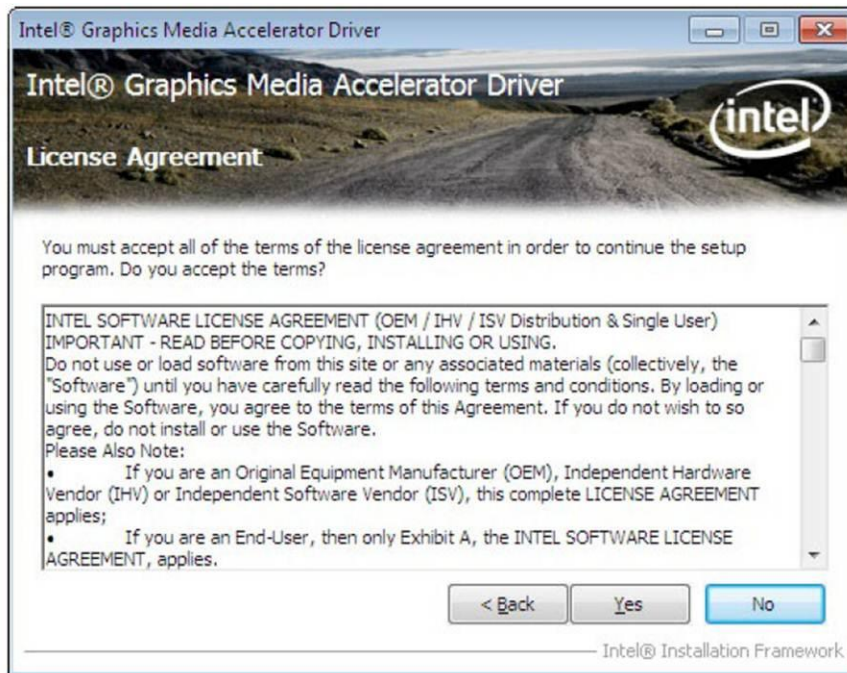 Intel® Graphics Media Accelerator Driver
Intel® Graphics Media Accelerator Driver
intel
License Agreement
You must accept all of the terms of the license agreement in order to continue the setup
program. Do you accept the terms?
INTEL SOFTWARE LICENSE AGREEMENT (OEM / IHV / ISV Distribution & Single User)
IMPORTANT - READ BEFORE COPYING, INSTALLING OR USING.
Do not use or load software from this site or any associated materials (collectively, the
"Software") until you have carefully read the following terms and conditions. By loading or
using the Software, you agree to the terms of this Agreement. If you do not wish to so
agree, do not install or use the Software.
Please Also Note:
• If you are an Original Equipment Manufacturer (OEM), Independent Hardware
Vendor (IHV) or Independent Software Vendor (ISV), this complete LICENSE AGREEMENT
applies;
• If you are an End-User, then only Exhibit A, the INTEL SOFTWARE LICENSE
AGREEMENT, applies.
< Back Yes No
Intel® Installation Framework